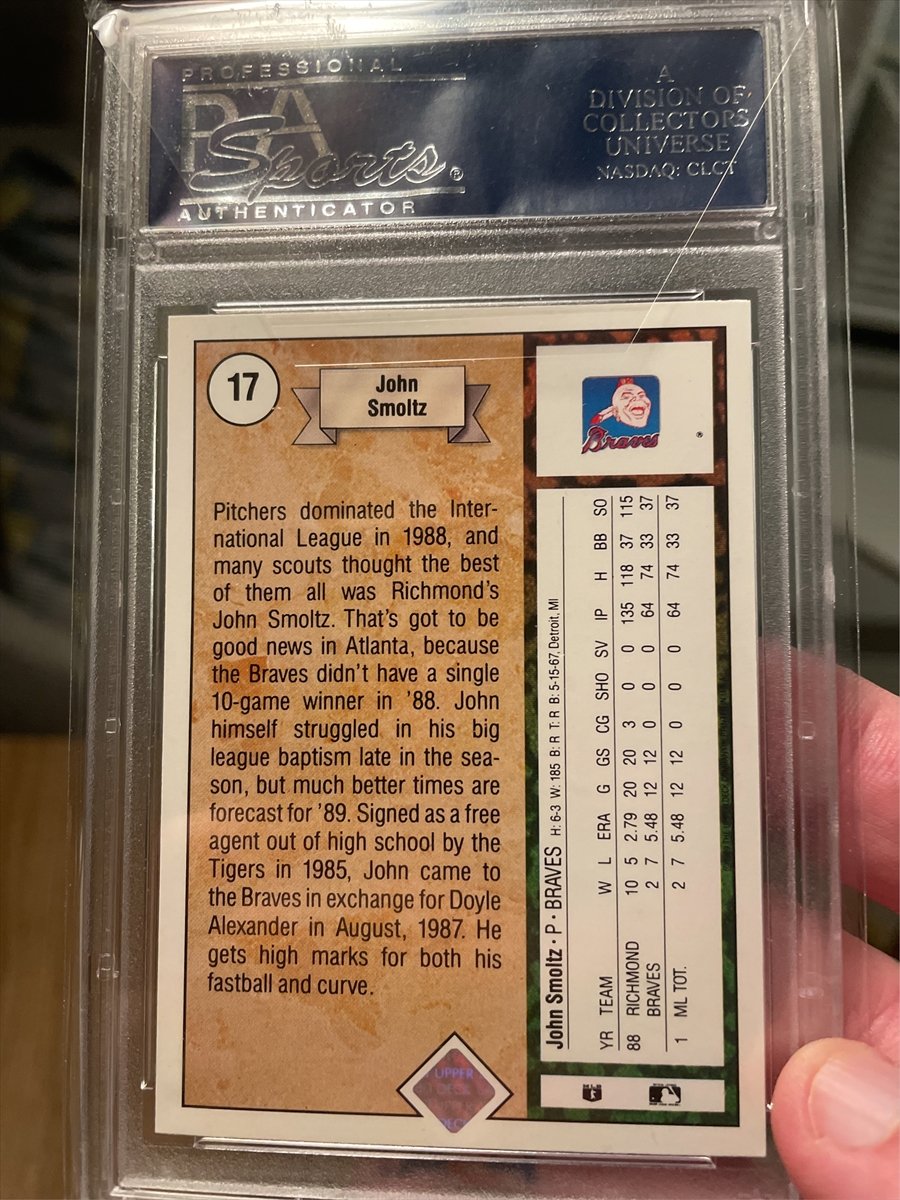 PROFESSIONAL
PSA
Sports®
AUTHENTICATOR
A
DIVISION OF
COLLECTORS
UNIVERSE
NASDAQ: CLCT
17
John
Smoltz
Braves
Pitchers dominated the Inter-
national League in 1988, and
many scouts thought the best
of them all was Richmond's
John Smoltz. That's got to be
good news in Atlanta, because
the Braves didn't have a single
10-game winner in '88. John
himself struggled in his big
league baptism late in the sea-
son, but much better times are
forecast for '89. Signed as a free
agent out of high school by the
Tigers in 1985, John came to
the Braves in exchange for Doyle
Alexander in August, 1987. He
gets high marks for both his
fastball and curve.
UPPER
DECK
John Smoltz • P • BRAVES H: 6-3 W: 185 B: R T: R B: 5-15-67, Detroit, MI
YR TEAM W L ERA G GS CG SHO SV IP H BB SO
88 RICHMOND 10 5 2.79 20 20 3 0 0 135 118 37 115
BRAVES 2 7 5.48 12 12 0 0 0 64 74 33 37
1 ML TOT. 2 7 5.48 12 12 0 0 0 64 74 33 37